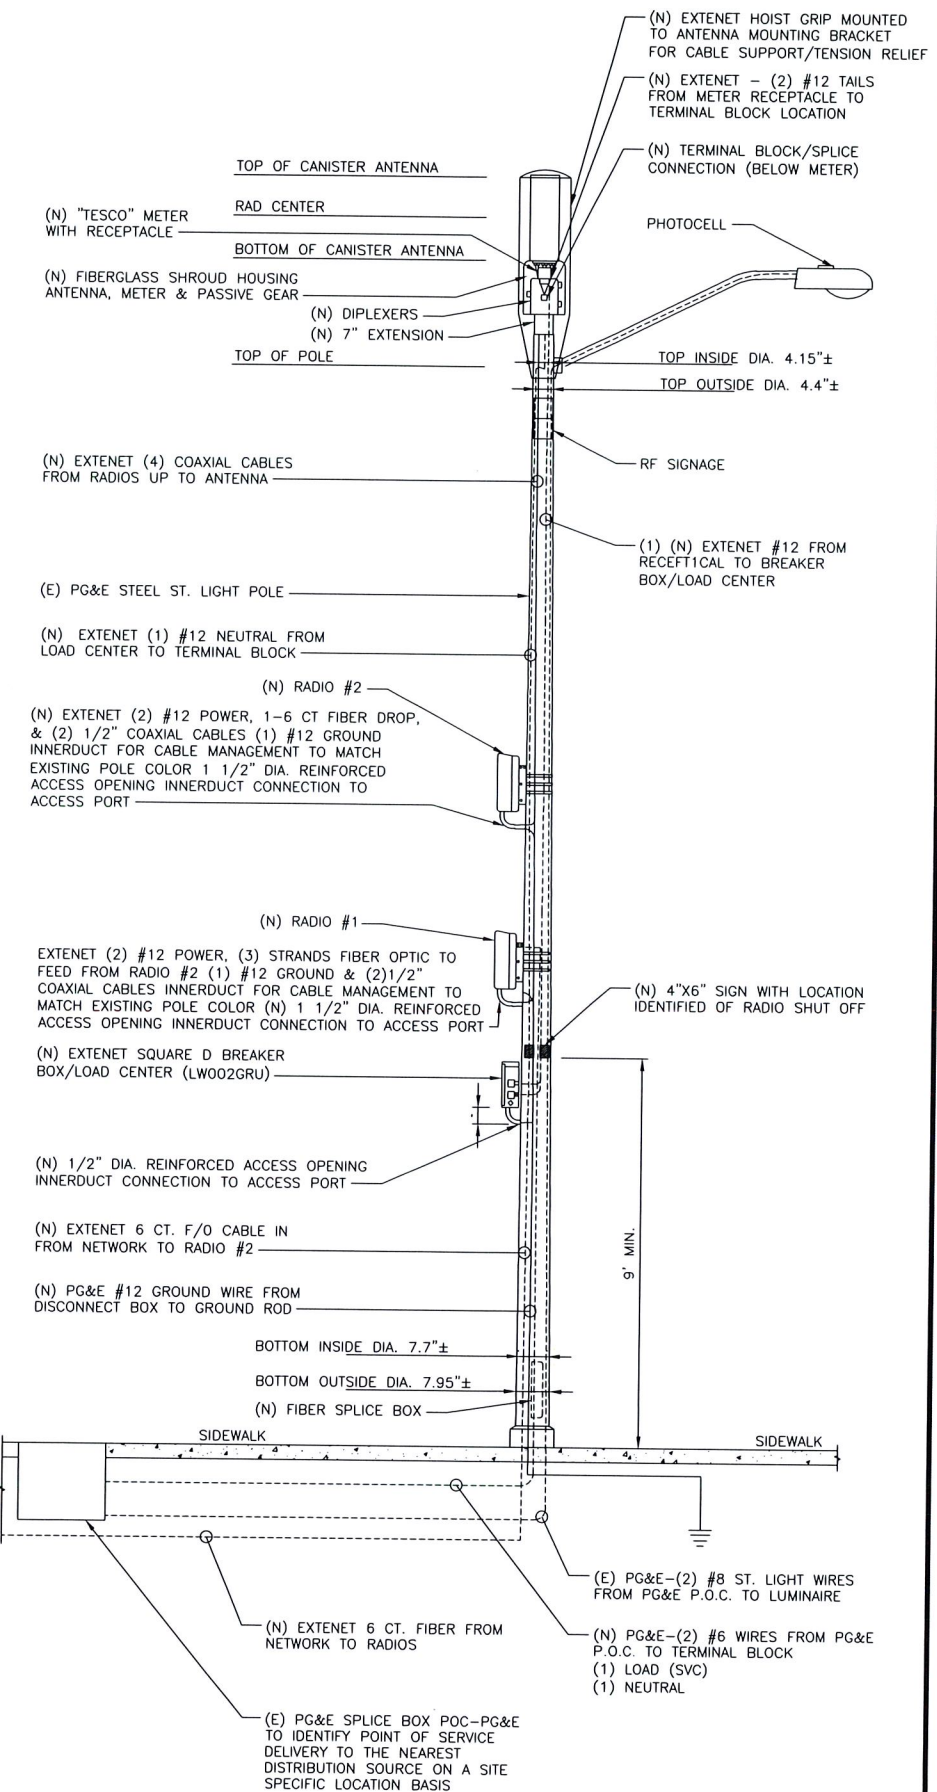 (N) EXTENET HOIST GRIP MOUNTED
TO ANTENNA MOUNTING BRACKET
FOR CABLE SUPPORT/TENSION RELIEF
(N) EXTENET - (2) #12 TAILS
FROM METER RECEPTACLE TO
TERMINAL BLOCK LOCATION
(N) TERMINAL BLOCK/SPLICE
CONNECTION (BELOW METER)
TOP OF CANISTER ANTENNA
RAD CENTER
(N) "TESCO" METER
WITH RECEPTACLE
PHOTOCELL
BOTTOM OF CANISTER ANTENNA
(N) FIBERGLASS SHROUD HOUSING
ANTENNA, METER & PASSIVE GEAR
(N) DIPLEXERS
(N) 7" EXTENSION
TOP OF POLE
TOP INSIDE DIA. 4.15"±
TOP OUTSIDE DIA. 4.4"±
(N) EXTENET (4) COAXIAL CABLES
FROM RADIOS UP TO ANTENNA
RF SIGNAGE
(1) (N) EXTENET #12 FROM
RECEFT1CAL TO BREAKER
BOX/LOAD CENTER
(E) PG&E STEEL ST. LIGHT POLE
(N) EXTENET (1) #12 NEUTRAL FROM
LOAD CENTER TO TERMINAL BLOCK
(N) RADIO #2
(N) EXTENET (2) #12 POWER, 1-6 CT FIBER DROP,
& (2) 1/2" COAXIAL CABLES (1) #12 GROUND
INNERDUCT FOR CABLE MANAGEMENT TO MATCH
EXISTING POLE COLOR 1 1/2" DIA. REINFORCED
ACCESS OPENING INNERDUCT CONNECTION TO
ACCESS PORT
(N) RADIO #1
EXTENET (2) #12 POWER, (3) STRANDS FIBER OPTIC TO
FEED FROM RADIO #2 (1) #12 GROUND & (2)1/2"
COAXIAL CABLES INNERDUCT FOR CABLE MANAGEMENT TO
MATCH EXISTING POLE COLOR (N) 1 1/2" DIA. REINFORCED
ACCESS OPENING INNERDUCT CONNECTION TO ACCESS PORT
(N) 4"X6" SIGN WITH LOCATION
IDENTIFIED OF RADIO SHUT OFF
(N) EXTENET SQUARE D BREAKER
BOX/LOAD CENTER (LW002GRU)
(N) 1/2" DIA. REINFORCED ACCESS OPENING
INNERDUCT CONNECTION TO ACCESS PORT
(N) EXTENET 6 CT. F/O CABLE IN
FROM NETWORK TO RADIO #2
9' MIN.
(N) PG&E #12 GROUND WIRE FROM
DISCONNECT BOX TO GROUND ROD
BOTTOM INSIDE DIA. 7.7"±
BOTTOM OUTSIDE DIA. 7.95"±
(N) FIBER SPLICE BOX
SIDEWALK
SIDEWALK
(E) PG&E-(2) #8 ST. LIGHT WIRES
FROM PG&E P.O.C. TO LUMINAIRE
(N) EXTENET 6 CT. FIBER FROM
NETWORK TO RADIOS
(N) PG&E-(2) #6 WIRES FROM PG&E
P.O.C. TO TERMINAL BLOCK
(1) LOAD (SVC)
(1) NEUTRAL
(E) PG&E SPLICE BOX POC-PG&E
TO IDENTIFY POINT OF SERVICE
DELIVERY TO THE NEAREST
DISTRIBUTION SOURCE ON A SITE
SPECIFIC LOCATION BASIS